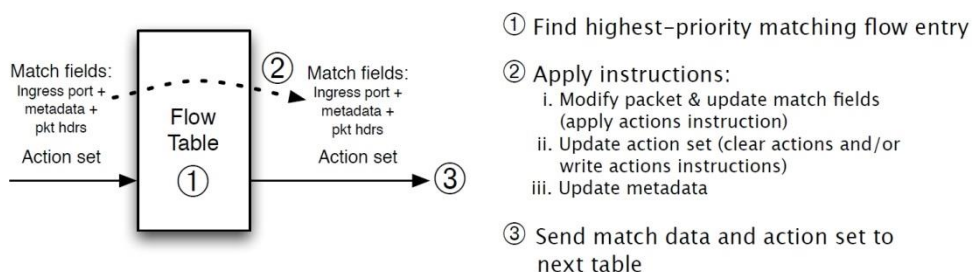 Match fields:
Ingress port +
metadata +
pkt hdrs
Action set
Flow
Table
①
②
Match fields:
Ingress port +
metadata +
pkt hdrs
Action set
③
① Find highest-priority matching flow entry
② Apply instructions:
i. Modify packet & update match fields
(apply actions instruction)
ii. Update action set (clear actions and/or
write actions instructions)
iii. Update metadata
③ Send match data and action set to
next table